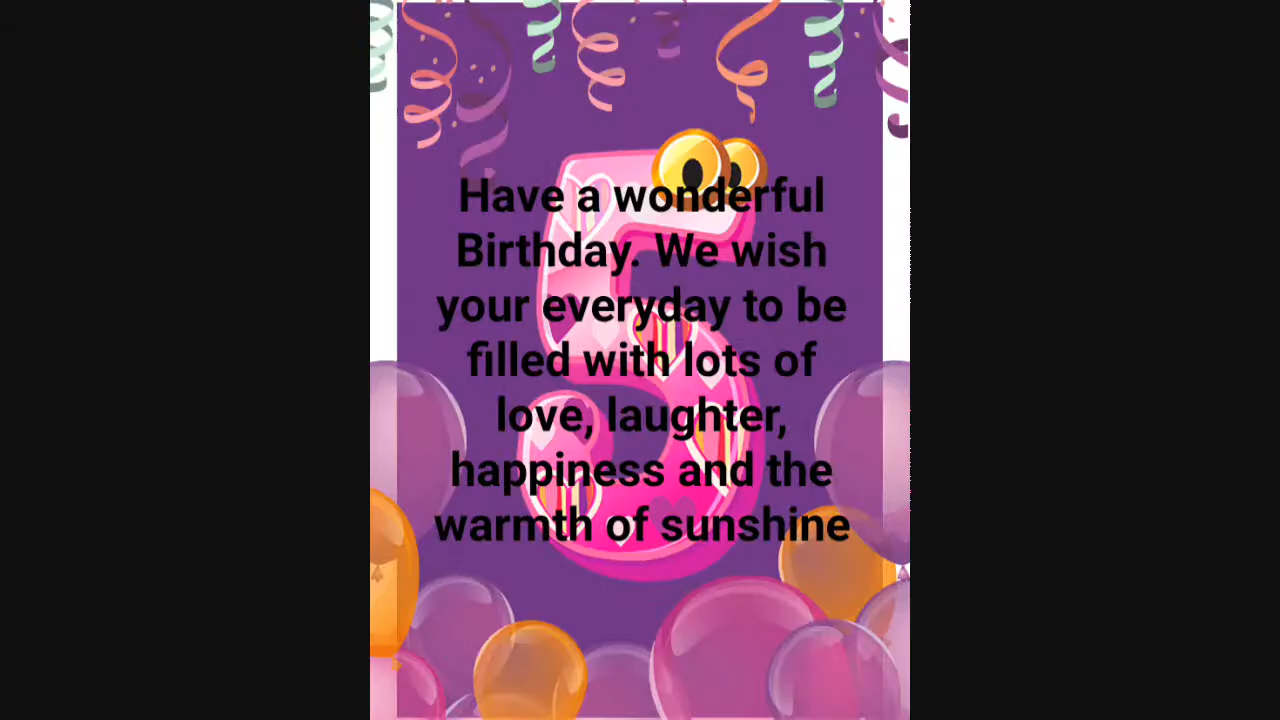 Have a wonderful
Birthday. We wish
your everyday to be
filled with lots of
love, laughter,
happiness and the
warmth of sunshine
5